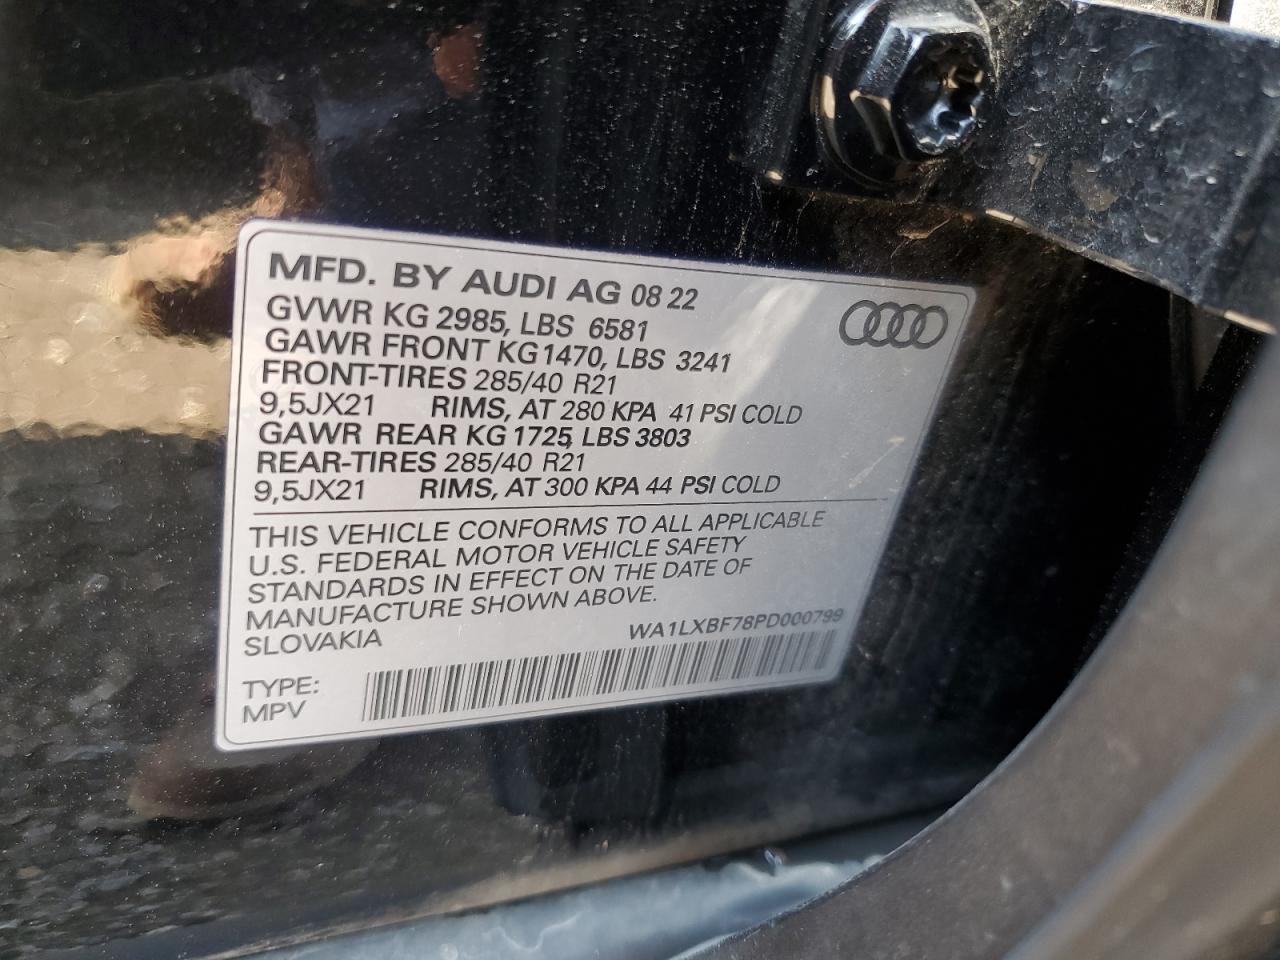 MFD. BY AUDI AG 08 22
GVWR KG 2985, LBS 6581
GAWR FRONT KG 1470, LBS 3241
FRONT-TIRES 285/40 R21
9,5JX21 RIMS, AT 280 KPA 41 PSI COLD
GAWR REAR KG 1725, LBS 3803
REAR-TIRES 285/40 R21
9,5JX21 RIMS, AT 300 KPA 44 PSI COLD
THIS VEHICLE CONFORMS TO ALL APPLICABLE
U.S. FEDERAL MOTOR VEHICLE SAFETY
STANDARDS IN EFFECT ON THE DATE OF
MANUFACTURE SHOWN ABOVE.
SLOVAKIA WA1LXBF78PD000799
TYPE:
MPV